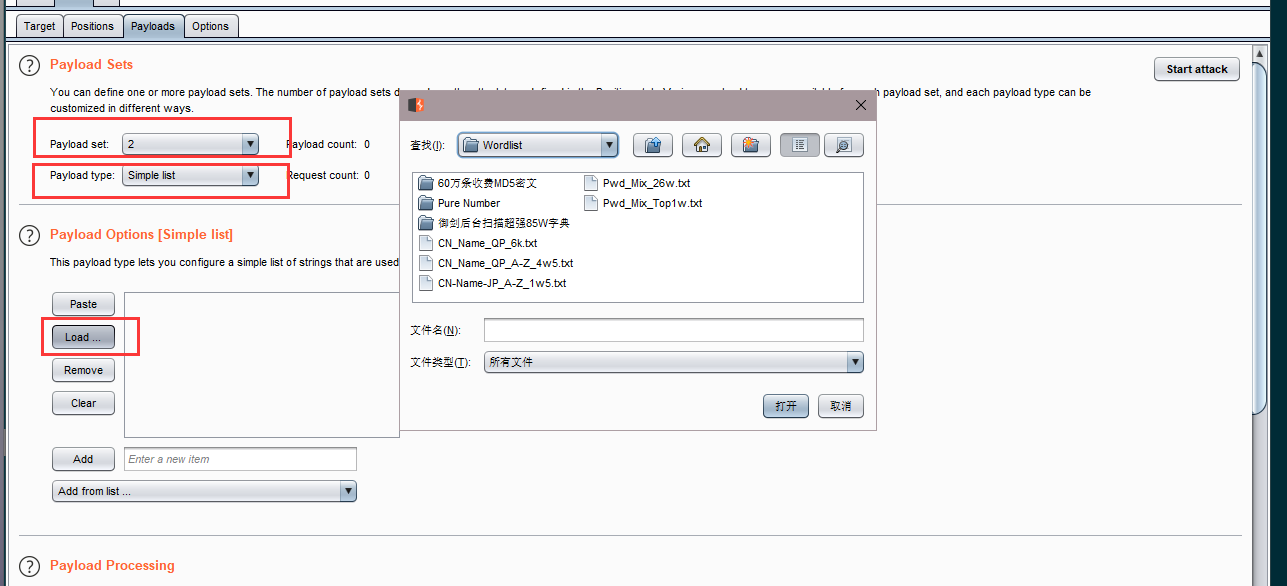 Target Positions Payloads Options
? Payload Sets
Start attack
You can define one or more payload sets. The number of payload sets d
h payload set, and each payload type can be
customized in different ways.
Payload set: 2
Payload count: 0
Payload type: Simple list
Request count: 0
? Payload Options [Simple list]
This payload type lets you configure a simple list of strings that are used
Paste
Load ...
Remove
Clear
Add
Enter a new item
Add from list ...
? Payload Processing
查找(I):
Wordlist
60万条收费MD5密文
Pure Number
御剑后台扫描超强85W字典
CN_Name_QP_6k.txt
CN_Name_QP_A-Z_4w5.txt
CN-Name-JP_A-Z_1w5.txt
Pwd_Mix_26w.txt
Pwd_Mix_Top1w.txt
文件名(N):
文件类型(T):
所有文件
打开
取消